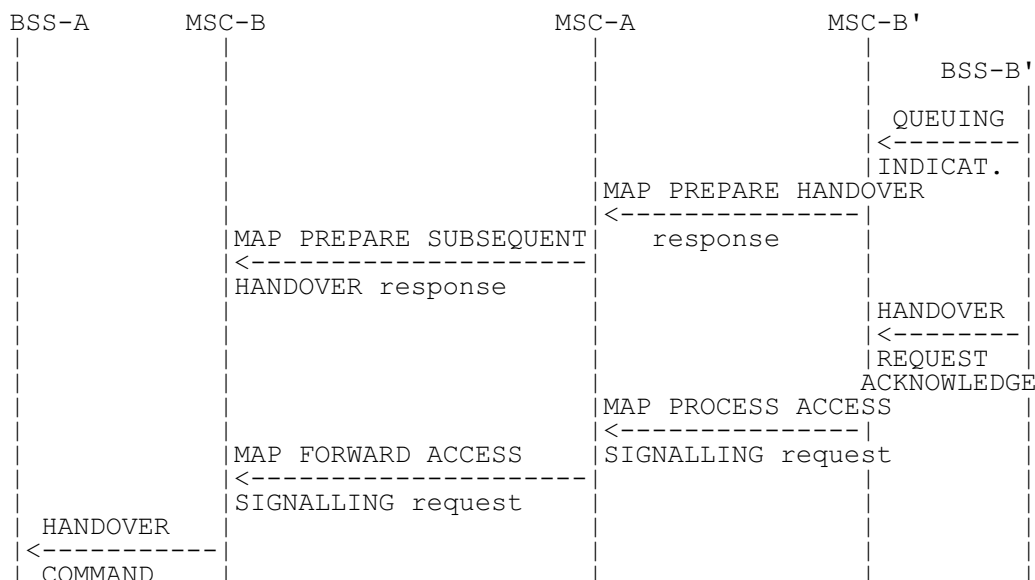 BSS-A MSC-B MSC-A MSC-B'
BSS-B'
QUEUING
INDICAT.
MAP PREPARE HANDOVER
MAP PREPARE SUBSEQUENT response
HANDOVER response
HANDOVER
REQUEST
ACKNOWLEDGE
MAP PROCESS ACCESS
MAP FORWARD ACCESS SIGNALLING request
SIGNALLING request
HANDOVER
COMMAND